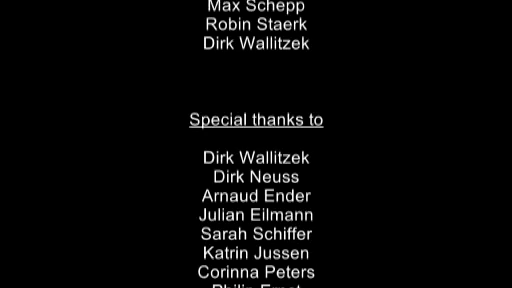 Max Schepp
Robin Staerk
Dirk Wallitzek
Special thanks to
Dirk Wallitzek
Dirk Neuss
Arnaud Ender
Julian Eilmann
Sarah Schiffer
Katrin Jussen
Corinna Peters